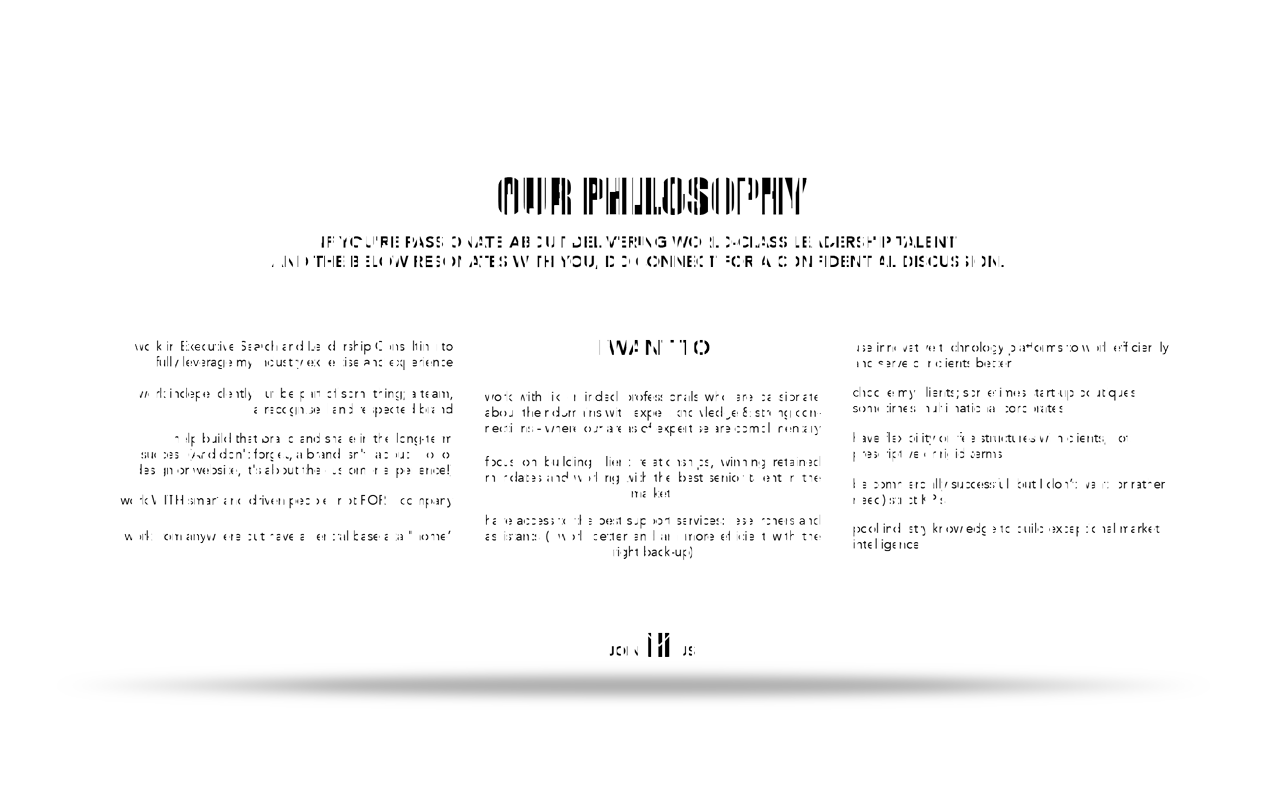 OUR PHILOSOPHY
IF YOU'RE PASSIONATE ABOUT DELIVERING WORLD-CLASS LEADERSHIP TALENT
AND THE BELOW RESONATES WITH YOU, DO CONNECT FOR A CONFIDENTIAL DISCUSSION.
work in Executive Search and Leadership Consulting to
fully leverage my industry expertise and experience
work independently but be part of something; a team,
a recognised and respected brand
help build that brand and share in the long-term
success (And don't forget, a brand isn't about a logo
design or website, it's about the customer experience!
work WITH smart and driven people not FOR a company
work from anywhere but have a central base as a "home"
I WANT TO
work with like minded professionals who are passionate
about their domains with expert knowledge & strong con-
nections - where our areas of expertise are complimentary
focus on building client relationships, winning retained
mandates and working with the best senior talent in the
market
have access to the best support services: researchers and
assistants (I work better and am more efficient with the
right back-up)
use innovative technology platforms to work efficiently
and serve our clients better
choose my clients; sometimes start-up boutiques
sometimes multinational corporates
have flexibility on fee structures with clients, not
prescriptive or rigid terms
be commercially successful but I don't want (or rather
need) strict KPIs
pool industry knowledge to build exceptional market
intelligence
JOIN US